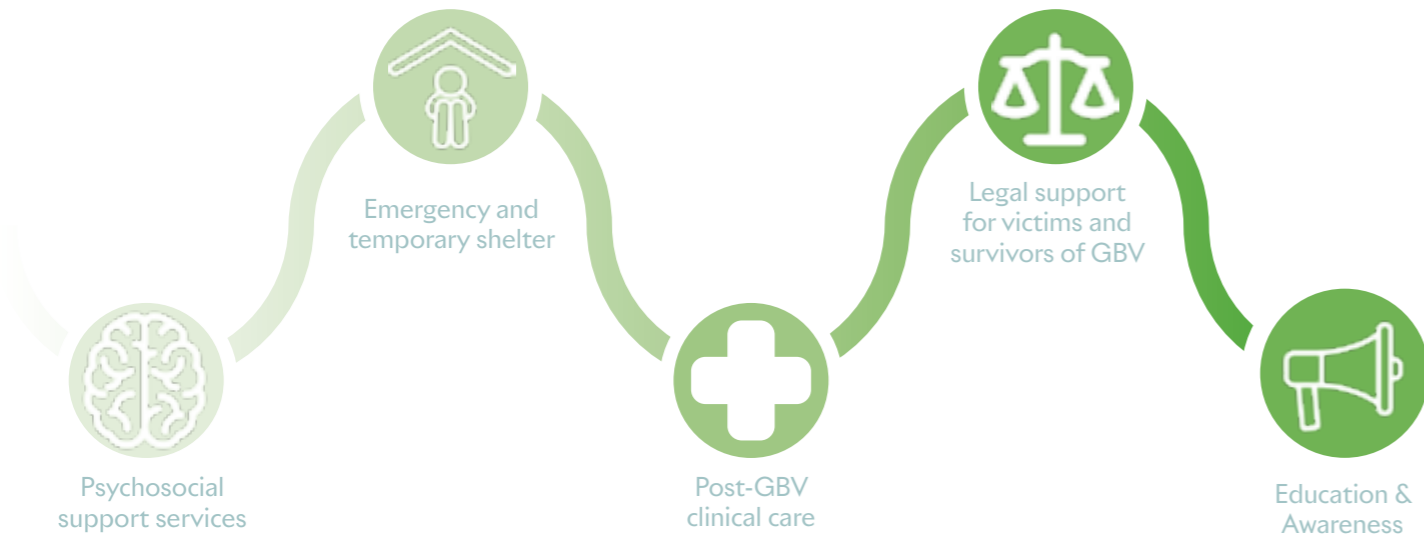 Psychosocial
support services
Emergency and
temporary shelter
Post-GBV
clinical care
Legal support
for victims and
survivors of GBV
Education &
Awareness